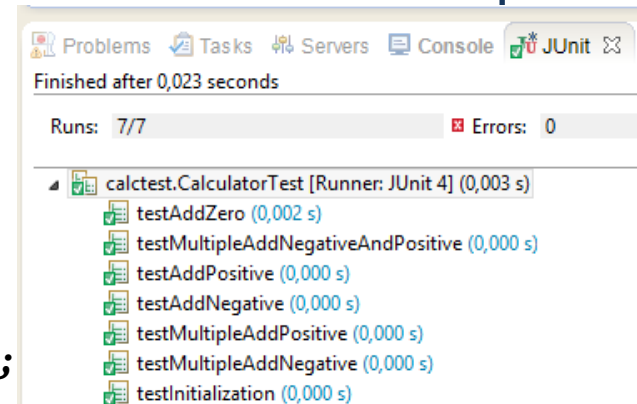 Problems Tasks Servers Console JUnit
Finished after 0,023 seconds
Runs: 7/7 Errors: 0
calctest.CalculatorTest [Runner: JUnit 4] (0,003 s)
testAddZero (0,002 s)
testMultipleAddNegativeAndPositive (0,000 s)
testAddPositive (0,000 s)
testAddNegative (0,000 s)
testMultipleAddPositive (0,000 s)
testMultipleAddNegative (0,000 s)
testInitialization (0,000 s)